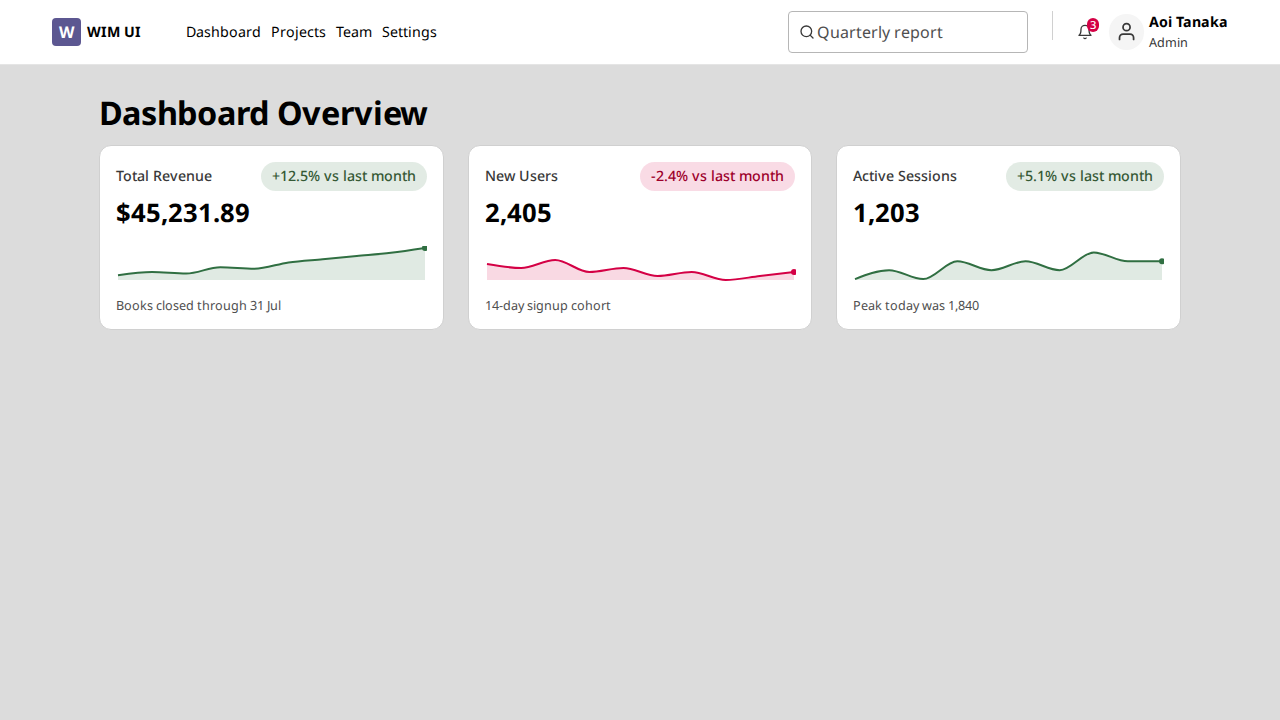 W WIM UI Dashboard Projects Team Settings Quarterly report 3 Aoi Tanaka
Admin
Dashboard Overview
Total Revenue +12.5% vs last month
$45,231.89
Books closed through 31 Jul
New Users -2.4% vs last month
2,405
14-day signup cohort
Active Sessions +5.1% vs last month
1,203
Peak today was 1,840